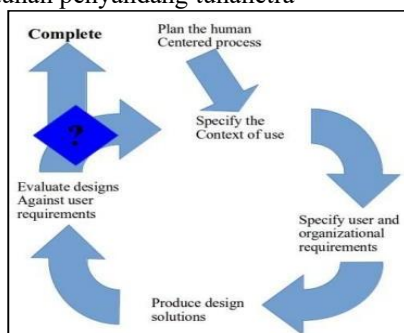 Complete
Plan the human
Centered process
?
Specify the
Context of use
Evaluate designs
Against user
requirements
Specify user and
organizational
requirements
Produce design
solutions